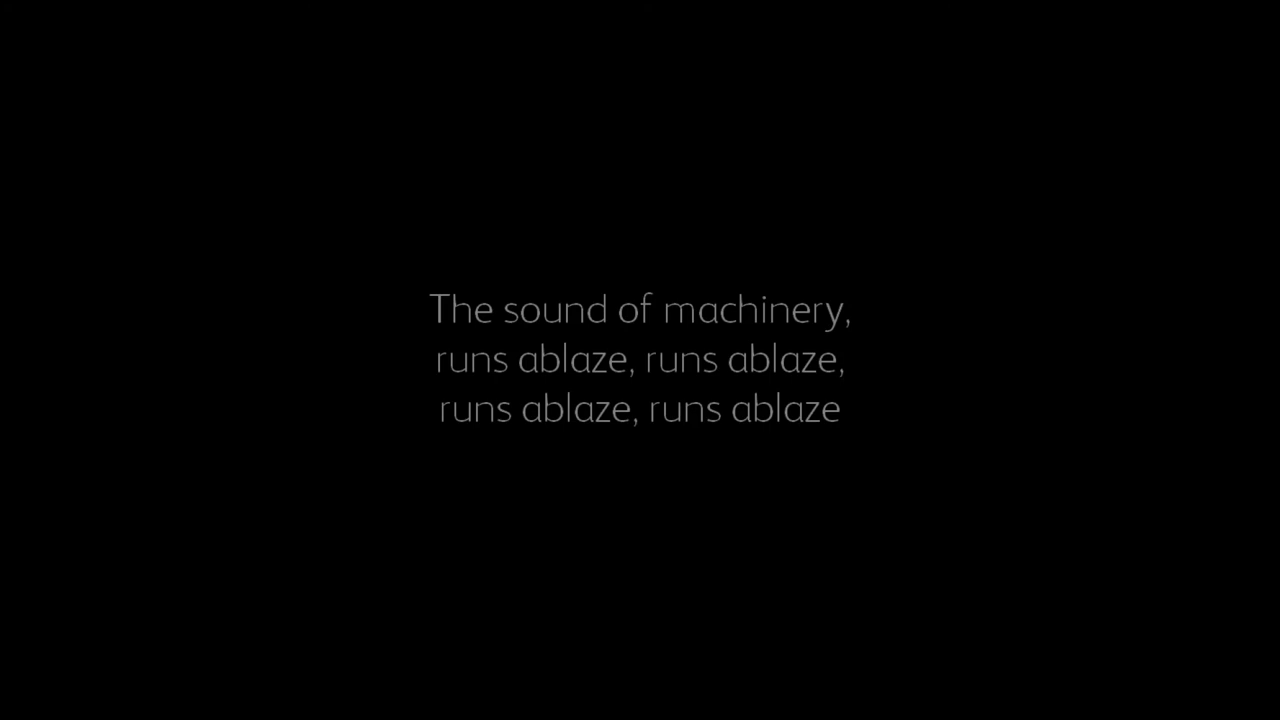 The sound of machinery,
runs ablaze, runs ablaze,
runs ablaze, runs ablaze